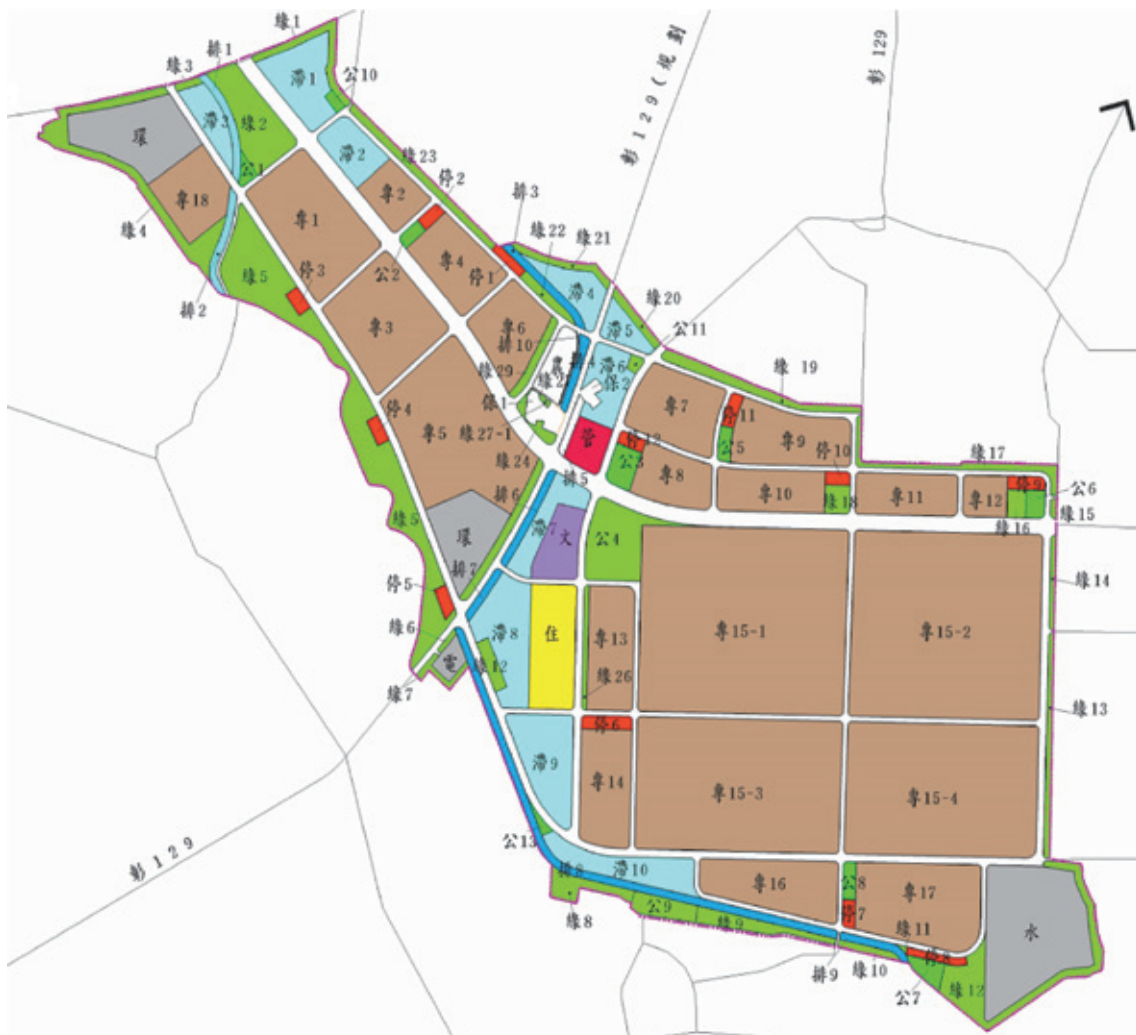 綠1
排1
綠3
彰129(規劃
彰129
滯1
公10
環
滯3
綠2
滯2
綠23
公1
停2
專2
排3
專18
綠22
綠4
專1
綠21
公2
專4
停3
停1
滯4
綠5
綠20
排2
滯5
公11
專6
專3
排10
滯6
農
綠29
保2
綠19
專7
停11
停4
專5
綠27-1
管
停12
公3
公5
專9
停10
綠17
綠24
排5
專8
停9
公6
排6
專10
綠18
專11
專12
綠15
綠16
滯7
文
公4
綠5
環
排7
綠14
停5
住
滯8
專13
專15-1
專15-2
綠6
電
綠12
綠26
綠7
綠13
停6
滯9
專14
專15-3
專15-4
彰129
公13
排8
滯10
專16
公8
專17
公9
綠9
停7
綠11
水
綠8
停8
排9
綠10
公7
綠12